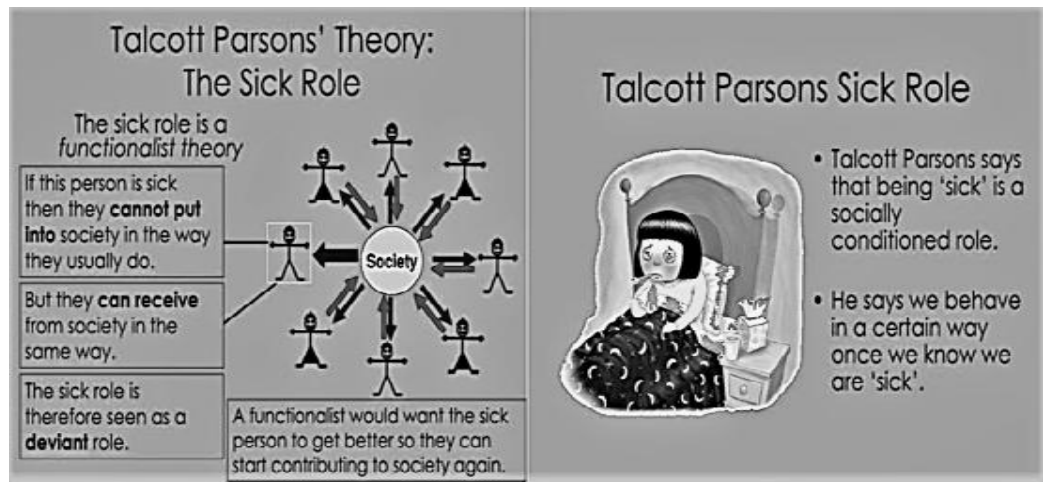 Talcott Parsons' Theory:
The Sick Role
The sick role is a
functionalist theory
If this person is sick
then they cannot put
into society in the way
they usually do.
But they can receive
from society in the
same way.
The sick role is
therefore seen as a
deviant role.
Society
A functionalist would want the sick
person to get better so they can
start contributing to society again.
Talcott Parsons Sick Role
• Talcott Parsons says
that being 'sick' is a
socially
conditioned role.
• He says we behave
in a certain way
once we know we
are 'sick'.